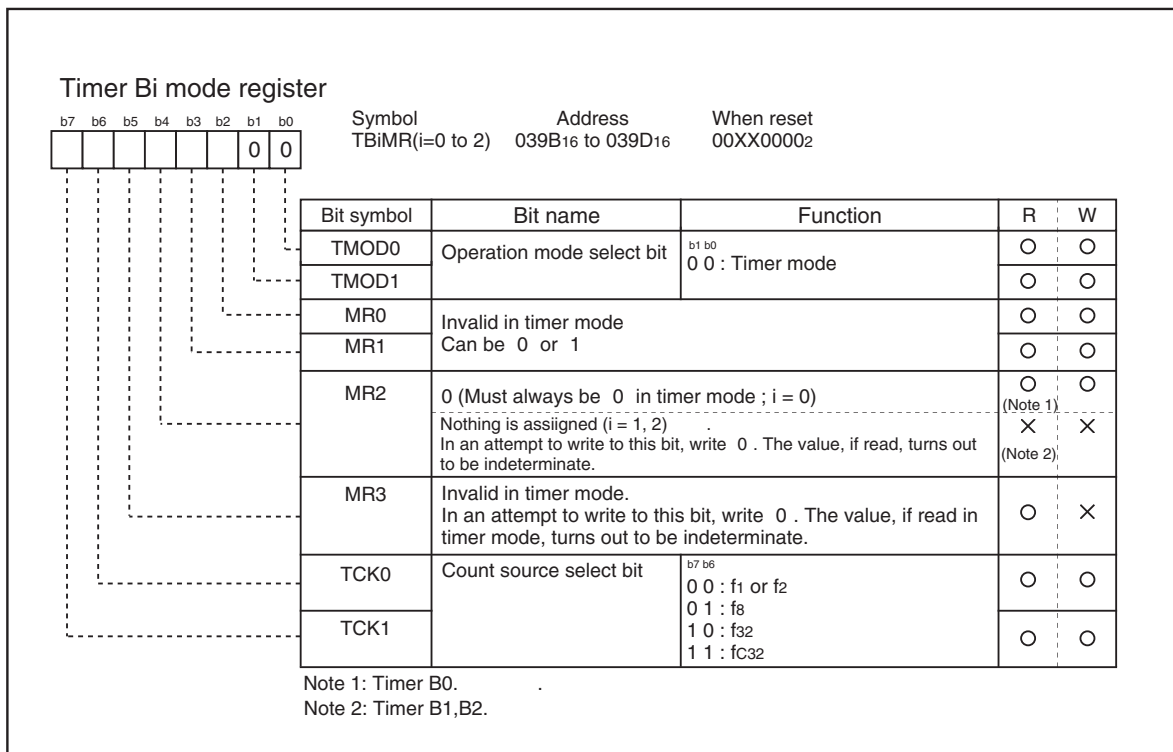 Timer Bi mode register
b7 b6 b5 b4 b3 b2 b1 b0
0 0
Symbol Address When reset
TBiMR(i=0 to 2) 039B16 to 039D16 00XX00002
Bit symbol Bit name Function R W
TMOD0 Operation mode select bit b1 b0
0 0 : Timer mode
TMOD1
MR0 Invalid in timer mode
MR1 Can be 0 or 1
MR2 0 (Must always be 0 in timer mode ; i = 0)
(Note 1)
Nothing is assiigned (i = 1, 2) .
In an attempt to write to this bit, write 0 . The value, if read, turns out
to be indeterminate.
(Note 2)
MR3 Invalid in timer mode.
In an attempt to write to this bit, write 0 . The value, if read in
timer mode, turns out to be indeterminate.
TCK0 Count source select bit b7 b6
0 0 : f1 or f2
0 1 : f8
TCK1 1 0 : f32
1 1 : fC32
Note 1: Timer B0. .
Note 2: Timer B1,B2.